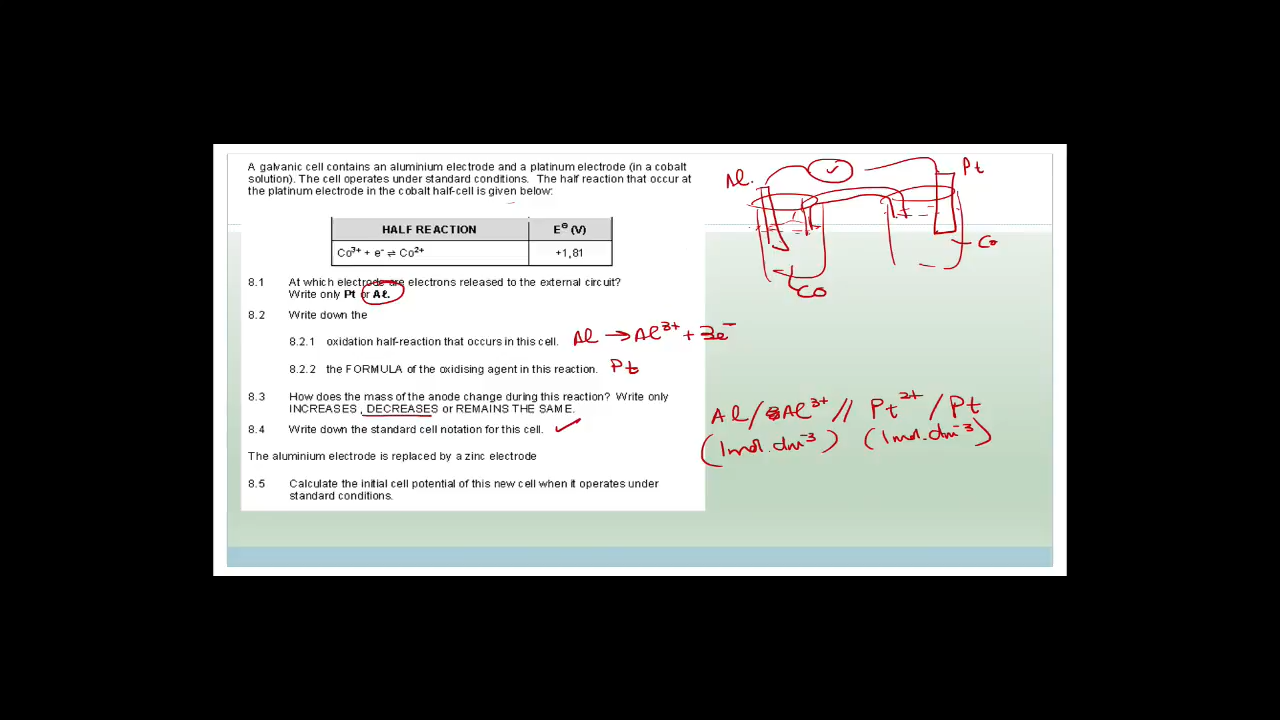 A galvanic cell contains an aluminium electrode and a platinum electrode (in a cobalt
solution). The cell operates under standard conditions. The half reaction that occur at
the platinum electrode in the cobalt half-cell is given below:
HALF REACTION E⊖ (V)
Co³⁺ + e⁻ ⇌ Co²⁺ +1,81
8.1 At which electrode are electrons released to the external circuit?
Write only Pt or Aℓ.
8.2 Write down the
8.2.1 oxidation half-reaction that occurs in this cell. Al → Al³⁺ + 3e⁻
8.2.2 the FORMULA of the oxidising agent in this reaction. Pt
8.3 How does the mass of the anode change during this reaction? Write only
INCREASES, DECREASES or REMAINS THE SAME.
8.4 Write down the standard cell notation for this cell.
The aluminium electrode is replaced by a zinc electrode
8.5 Calculate the initial cell potential of this new cell when it operates under
standard conditions.
Al.
Pt
Co
CO
Al / Al³⁺ // Pt²⁺ / Pt
(1mol.dm⁻³) (1mol.dm⁻³)